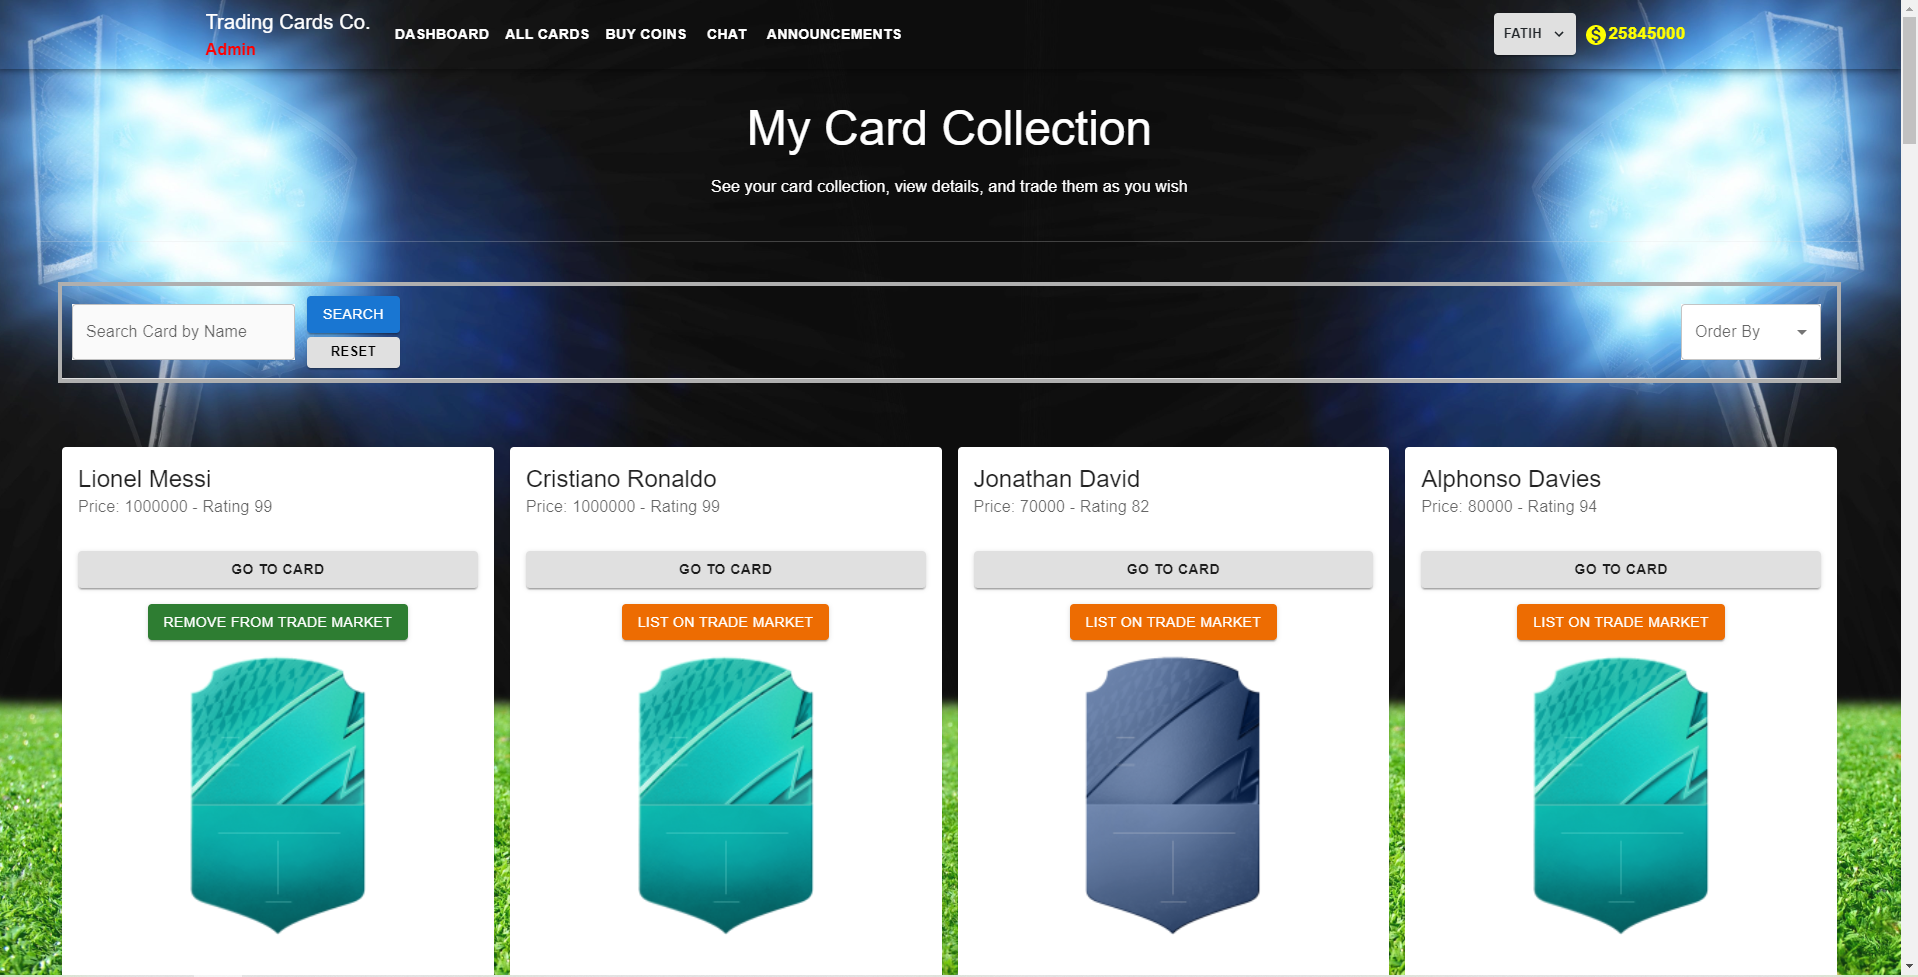 Trading Cards Co.
Admin
DASHBOARD ALL CARDS BUY COINS CHAT ANNOUNCEMENTS
FATIH
$ 25845000
My Card Collection
See your card collection, view details, and trade them as you wish
Search Card by Name
SEARCH
RESET
Order By
Lionel Messi
Price: 1000000 - Rating 99
GO TO CARD
REMOVE FROM TRADE MARKET
Cristiano Ronaldo
Price: 1000000 - Rating 99
GO TO CARD
LIST ON TRADE MARKET
Jonathan David
Price: 70000 - Rating 82
GO TO CARD
LIST ON TRADE MARKET
Alphonso Davies
Price: 80000 - Rating 94
GO TO CARD
LIST ON TRADE MARKET